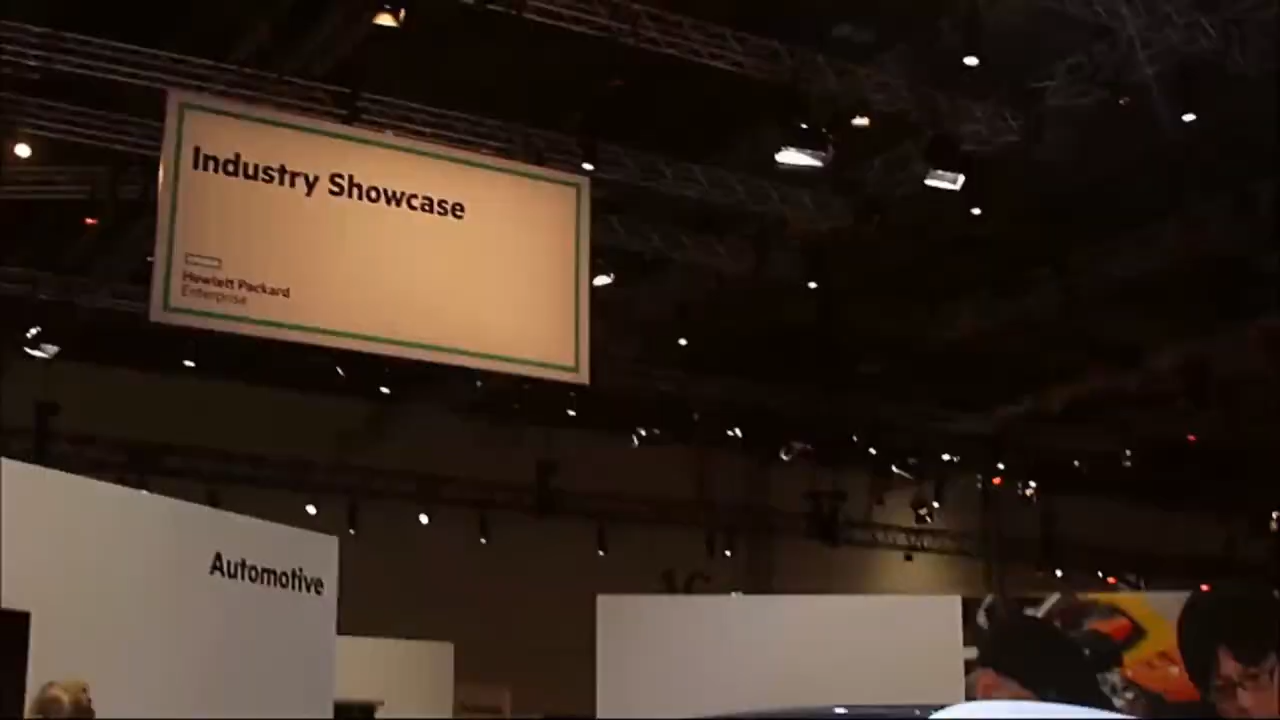 Industry Showcase
Hewlett Packard
Enterprise
Automotive